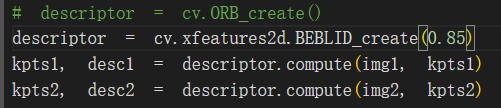 # descriptor = cv.ORB_create()
descriptor = cv.xfeatures2d.BEBLID_create(0.85)
kpts1, desc1 = descriptor.compute(img1, kpts1)
kpts2, desc2 = descriptor.compute(img2, kpts2)